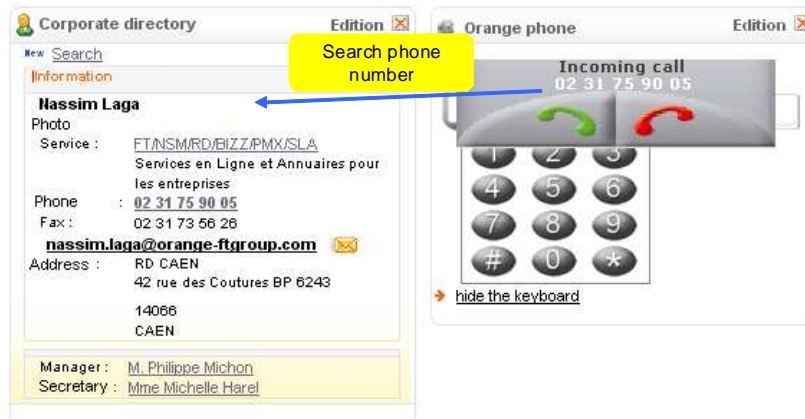 Corporate directory Edition
New Search
Information
Nassim Laga
Photo
Service : FT/NSM/RD/BIZZ/PMX/SLA
Services en Ligne et Annuaires pour
les entreprises
Phone : 02 31 75 90 05
Fax : 02 31 73 56 26
nassim.laga@orange-ftgroup.com
Address : RD CAEN
42 rue des Coutures BP 6243
14066
CAEN
Manager : M. Philippe Michon
Secretary : Mme Michelle Harel
Search phone
number
Orange phone Edition
Incoming call
02 31 75 90 05
1 2 3
4 5 6
7 8 9
# 0 *
hide the keyboard